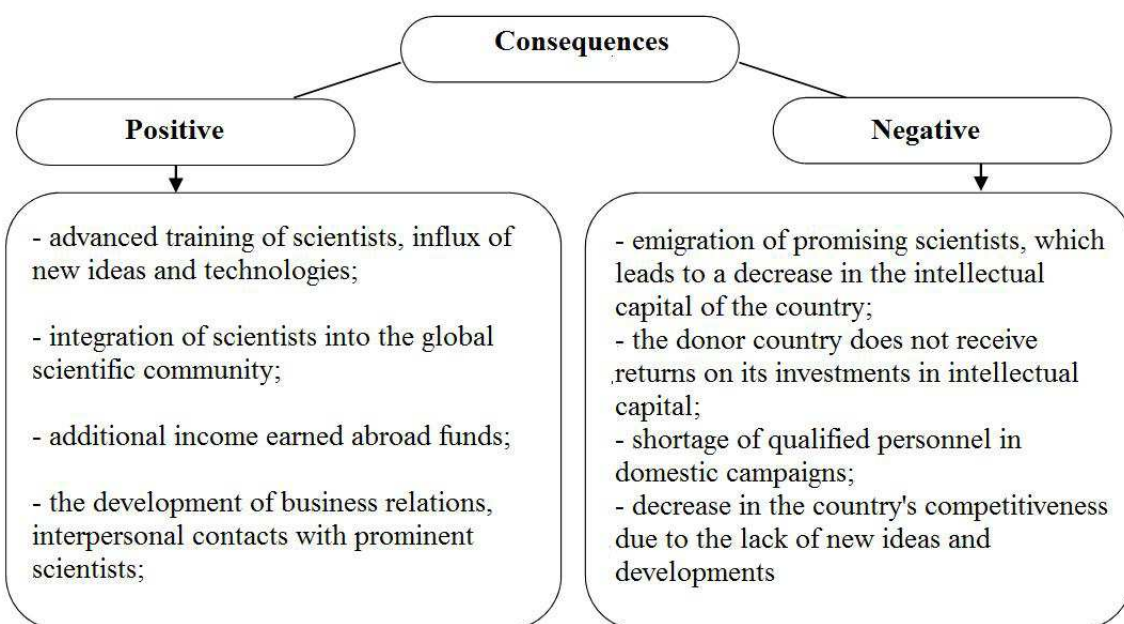 Consequences
Positive
Negative
- advanced training of scientists, influx of
new ideas and technologies;
- integration of scientists into the global
scientific community;
- additional income earned abroad funds;
- the development of business relations,
interpersonal contacts with prominent
scientists;
- emigration of promising scientists, which
leads to a decrease in the intellectual
capital of the country;
- the donor country does not receive
returns on its investments in intellectual
capital;
- shortage of qualified personnel in
domestic campaigns;
- decrease in the country's competitiveness
due to the lack of new ideas and
developments